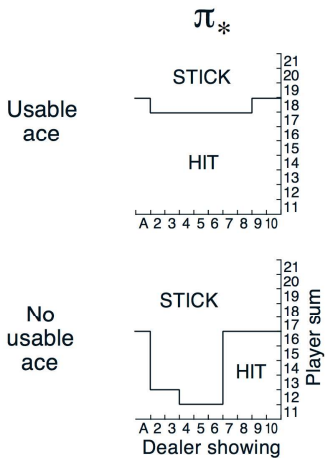 π*
STICK
Usable
ace
HIT
21
20
19
18
17
16
15
14
13
12
11
A 2 3 4 5 6 7 8 9 10
STICK
No
usable
ace
HIT
21
20
19
18
17
16
15
14
13
12
11
Player sum
A 2 3 4 5 6 7 8 9 10
Dealer showing